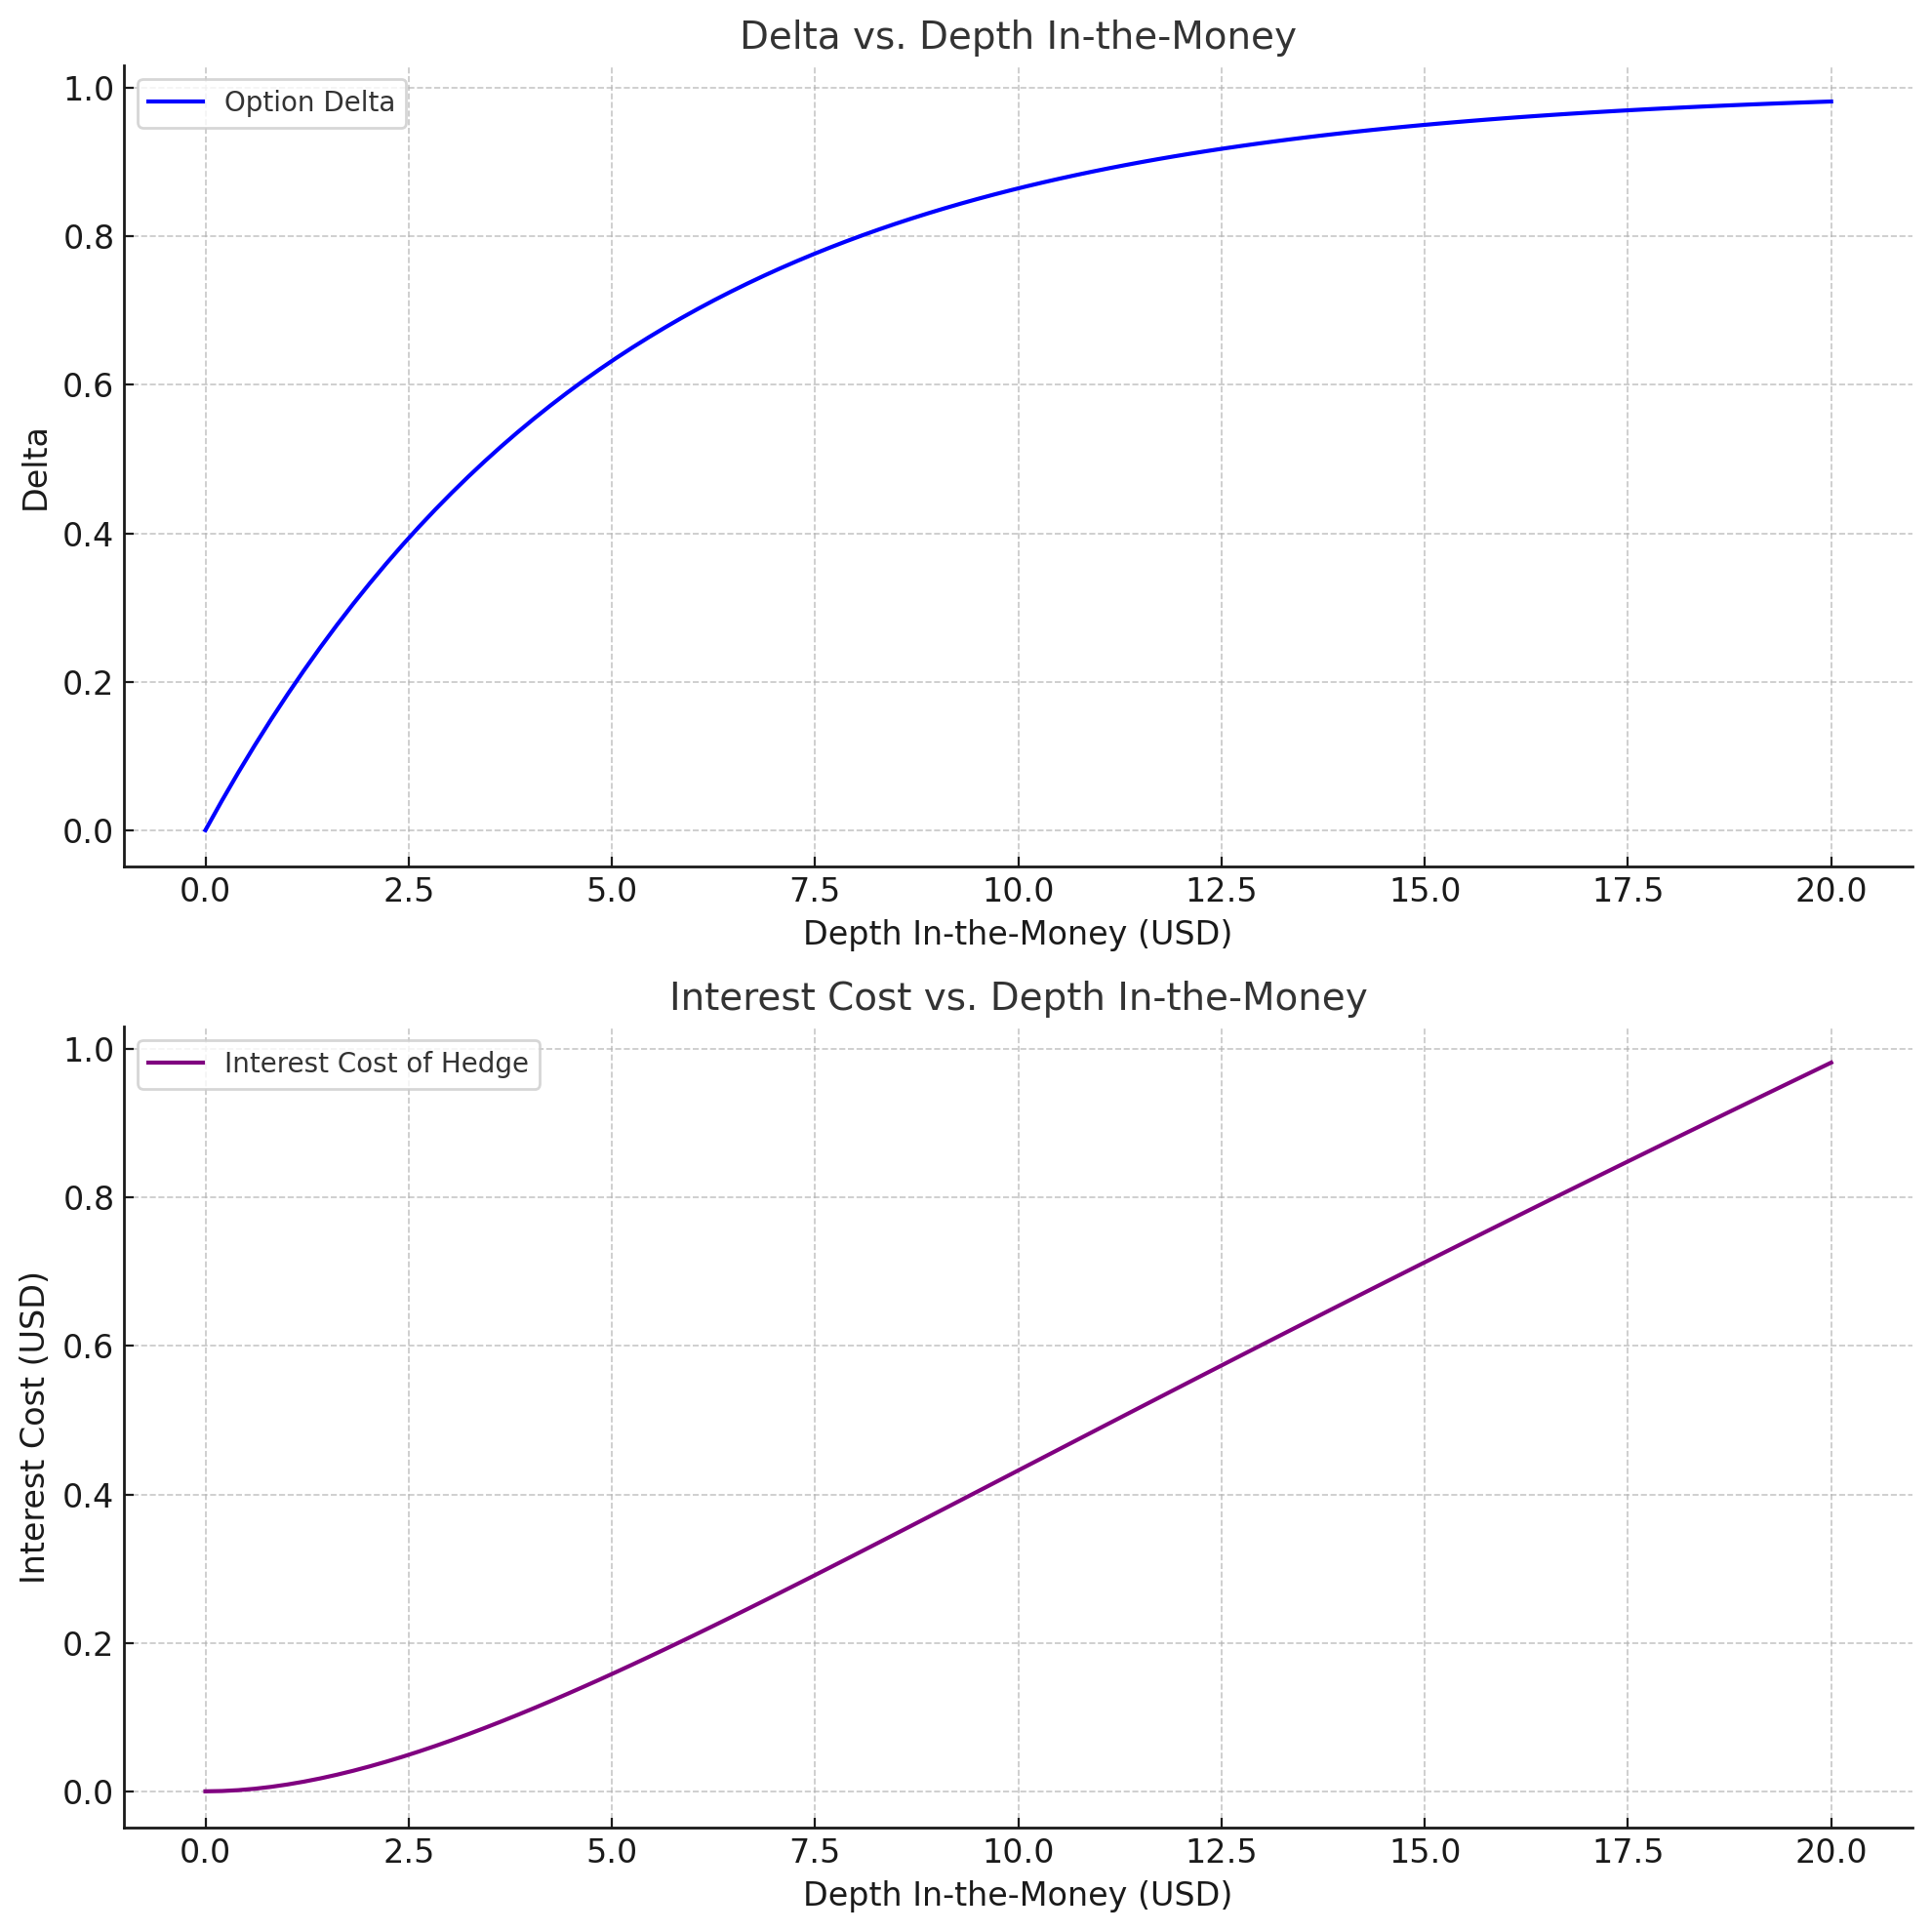 Delta vs. Depth In-the-Money
Option Delta
1.0
0.8
0.6
0.4
0.2
0.0
Delta
0.0 2.5 5.0 7.5 10.0 12.5 15.0 17.5 20.0
Depth In-the-Money (USD)
Interest Cost vs. Depth In-the-Money
Interest Cost of Hedge
1.0
0.8
0.6
0.4
0.2
0.0
Interest Cost (USD)
0.0 2.5 5.0 7.5 10.0 12.5 15.0 17.5 20.0
Depth In-the-Money (USD)